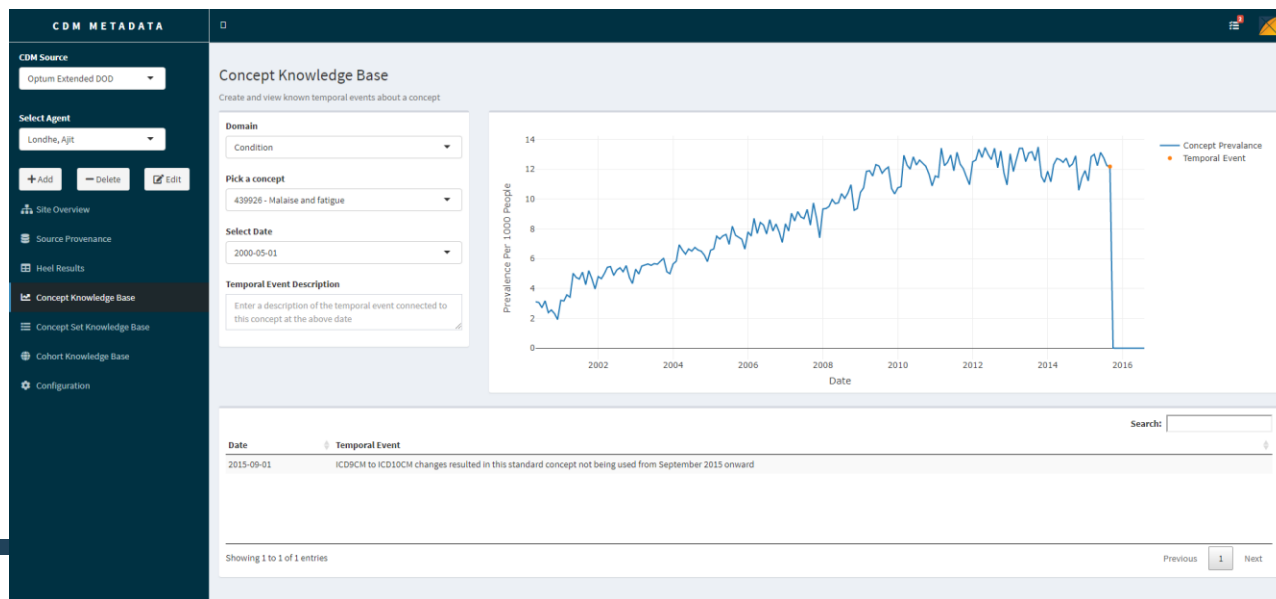 CDM METADATA
3
CDM Source
Optum Extended DOD
Select Agent
Londhe, Ajit
+Add
−Delete
Edit
Site Overview
Source Provenance
Heel Results
Concept Knowledge Base
Concept Set Knowledge Base
Cohort Knowledge Base
Configuration
Concept Knowledge Base
Create and view known temporal events about a concept
Domain
Condition
Pick a concept
439926 - Malaise and fatigue
Select Date
2000-05-01
Temporal Event Description
Enter a description of the temporal event connected to
this concept at the above date
Prevalence Per 1000 People
14
12
10
8
6
4
2
0
2002 2004 2006 2008 2010 2012 2014 2016
Date
Concept Prevalance
Temporal Event
Search:
Date Temporal Event
2015-09-01 ICD9CM to ICD10CM changes resulted in this standard concept not being used from September 2015 onward
Showing 1 to 1 of 1 entries
Previous 1 Next